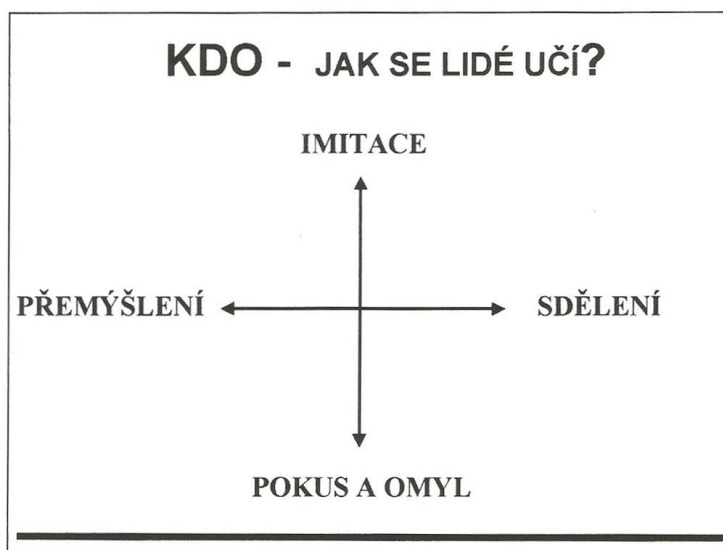 KDO - JAK SE LIDÉ UČÍ?
IMITACE
PŘEMÝŠLENÍ SDĚLENÍ
POKUS A OMYL